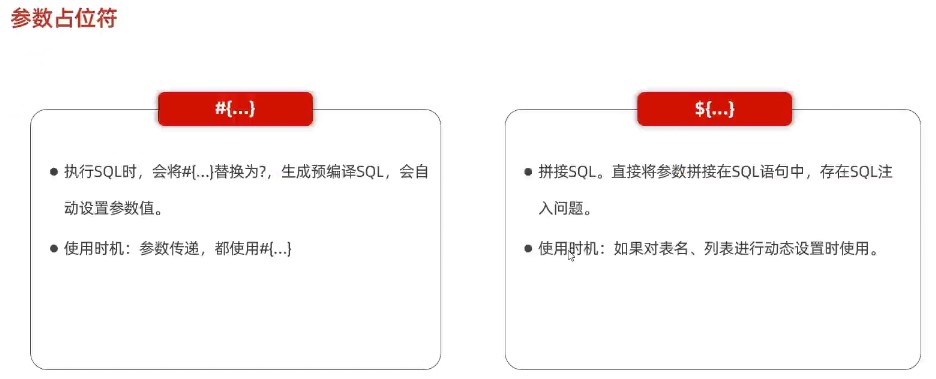 参数占位符
#{...}
执行SQL时，会将#{...}替换为?，生成预编译SQL，会自
动设置参数值。
使用时机：参数传递，都使用#{...}
${...}
拼接SQL。直接将参数拼接在SQL语句中，存在SQL注
入问题。
使用时机：如果对表名、列表进行动态设置时使用。